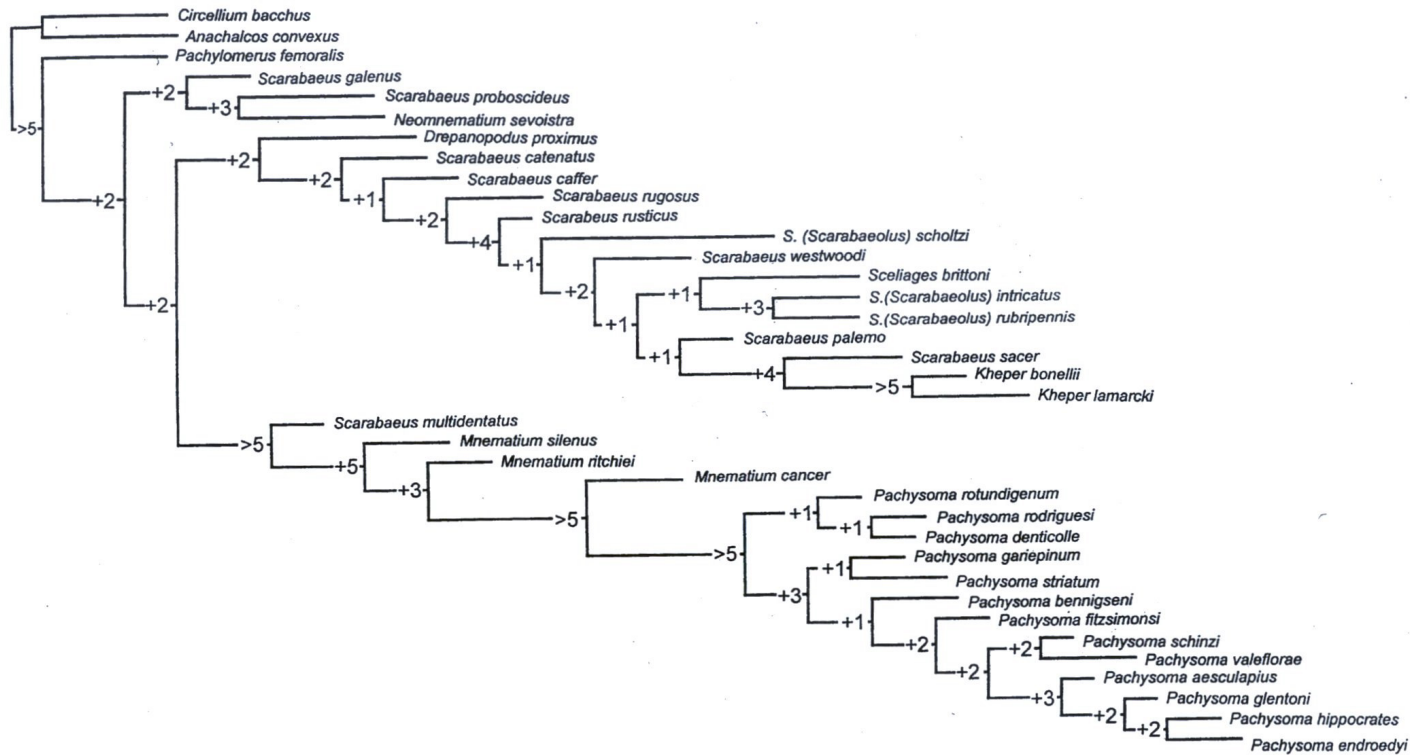 Circellium bacchus
Anachalcos convexus
Pachylomerus femoralis
Scarabaeus galenus
+2
Scarabaeus proboscideus
+3
Neomnematium sevoistra
>5
Drepanopodus proximus
+2
Scarabaeus catenatus
+2
Scarabaeus caffer
+1
+2
Scarabaeus rugosus
Scarabeus rusticus
+2
+4
S. (Scarabaeolus) scholtzi
+1
Scarabaeus westwoodi
Sceliages brittoni
+2
+1
S.(Scarabaeolus) intricatus
+2
+3
S.(Scarabaeolus) rubripennis
+1
Scarabaeus palemo
+1
Scarabaeus sacer
+4
Kheper bonellii
>5
Kheper lamarcki
Scarabaeus multidentatus
>5
Mnematium silenus
+5
Mnematium ritchiei
+3
Mnematium cancer
>5
Pachysoma rotundigenum
+1
Pachysoma rodriguesi
+1
Pachysoma denticolle
>5
Pachysoma gariepinum
+1
Pachysoma striatum
+3
Pachysoma bennigseni
+1
Pachysoma fitzsimonsi
+2
Pachysoma schinzi
+2
Pachysoma valeflorae
+2
Pachysoma aesculapius
+3
Pachysoma glentoni
+2
Pachysoma hippocrates
+2
Pachysoma endroedyi